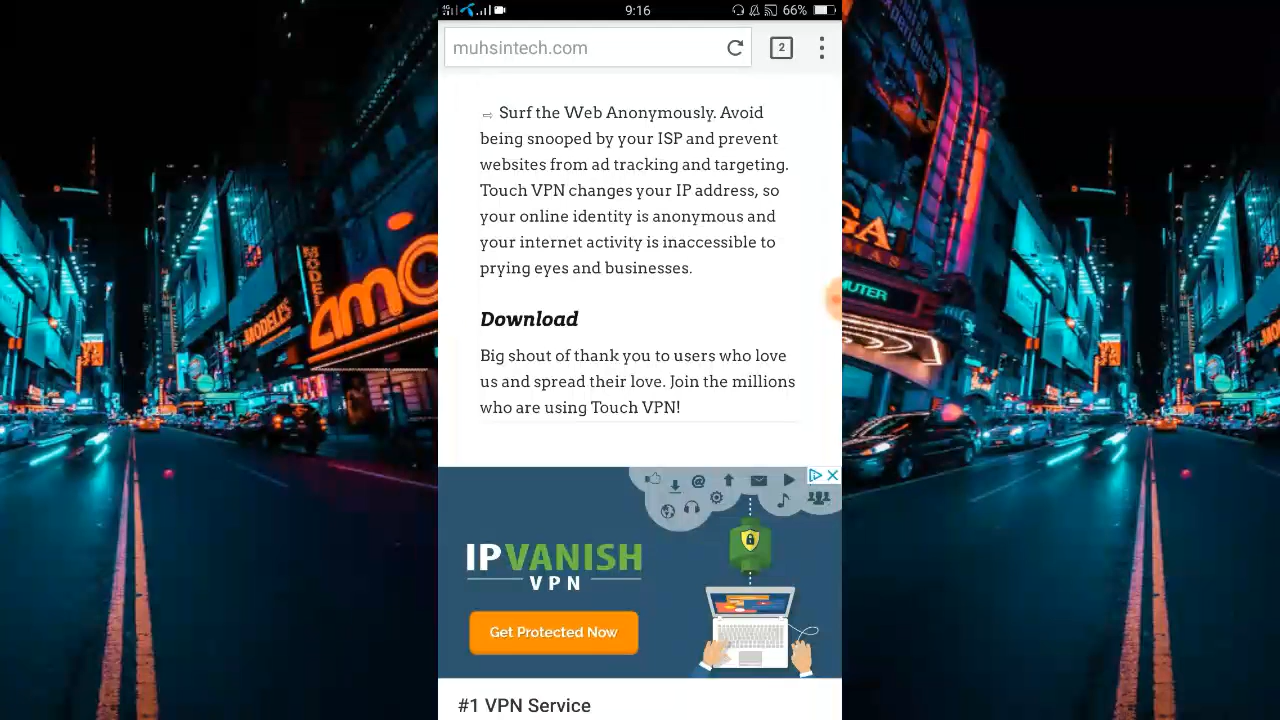 4G 9:16 66%
muhsintech.com 2
⇨ Surf the Web Anonymously. Avoid
being snooped by your ISP and prevent
websites from ad tracking and targeting.
Touch VPN changes your IP address, so
your online identity is anonymous and
your internet activity is inaccessible to
prying eyes and businesses.
Download
Big shout of thank you to users who love
us and spread their love. Join the millions
who are using Touch VPN!
IPVANISH
VPN
Get Protected Now
#1 VPN Service
MODELL'S
AMC
MUTER